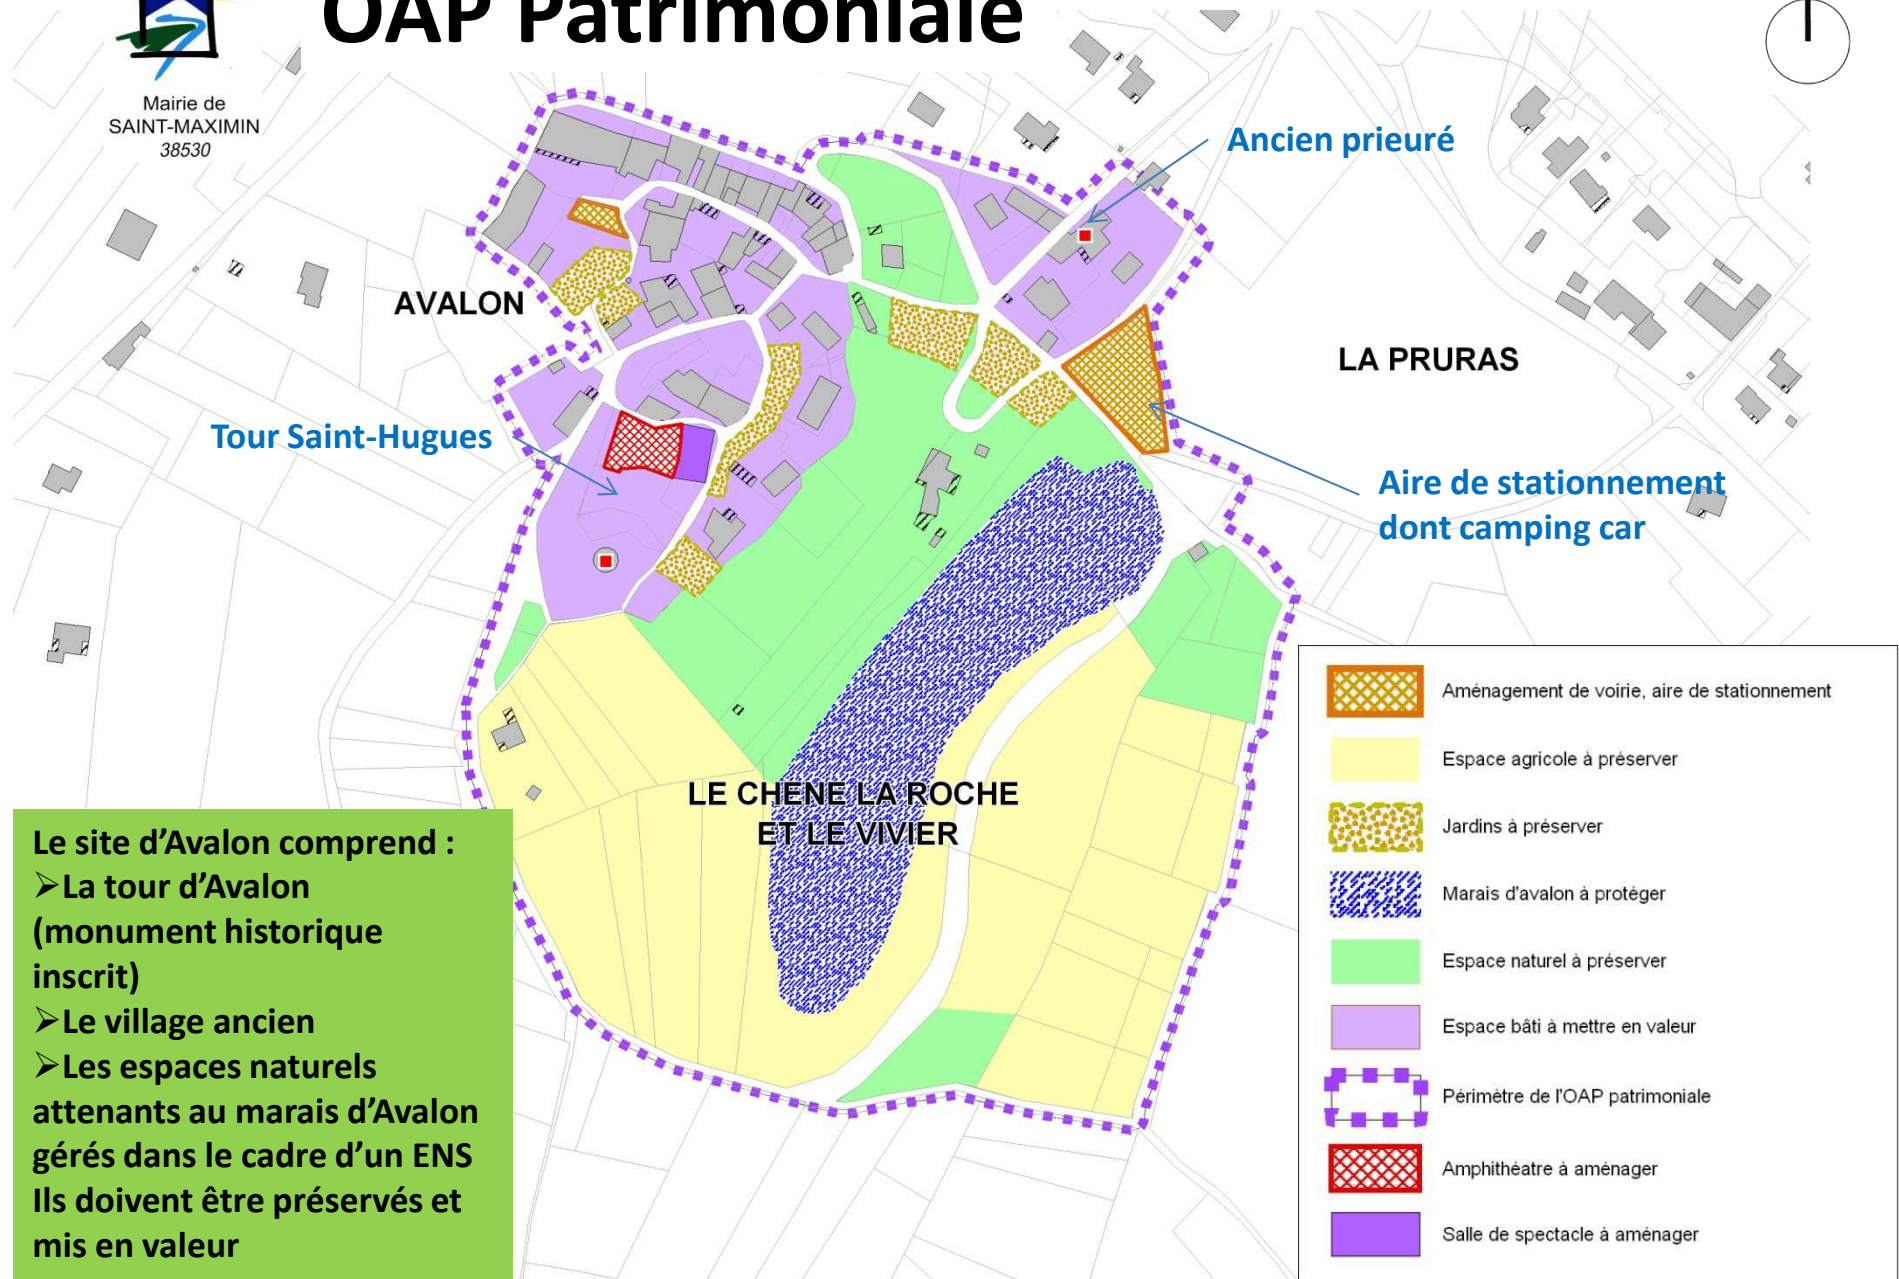 OAP Patrimoniale
Mairie de
SAINT-MAXIMIN
38530
Ancien prieuré
AVALON
LA PRURAS
Tour Saint-Hugues
Aire de stationnement
dont camping car
LE CHENE LA ROCHE
ET LE VIVIER
Le site d’Avalon comprend :
➢La tour d’Avalon
(monument historique
inscrit)
➢Le village ancien
➢Les espaces naturels
attenants au marais d’Avalon
gérés dans le cadre d’un ENS
Ils doivent être préservés et
mis en valeur
Aménagement de voirie, aire de stationnement
Espace agricole à préserver
Jardins à préserver
Marais d'avalon à protéger
Espace naturel à préserver
Espace bâti à mettre en valeur
Périmètre de l'OAP patrimoniale
Amphithéatre à aménager
Salle de spectacle à aménager